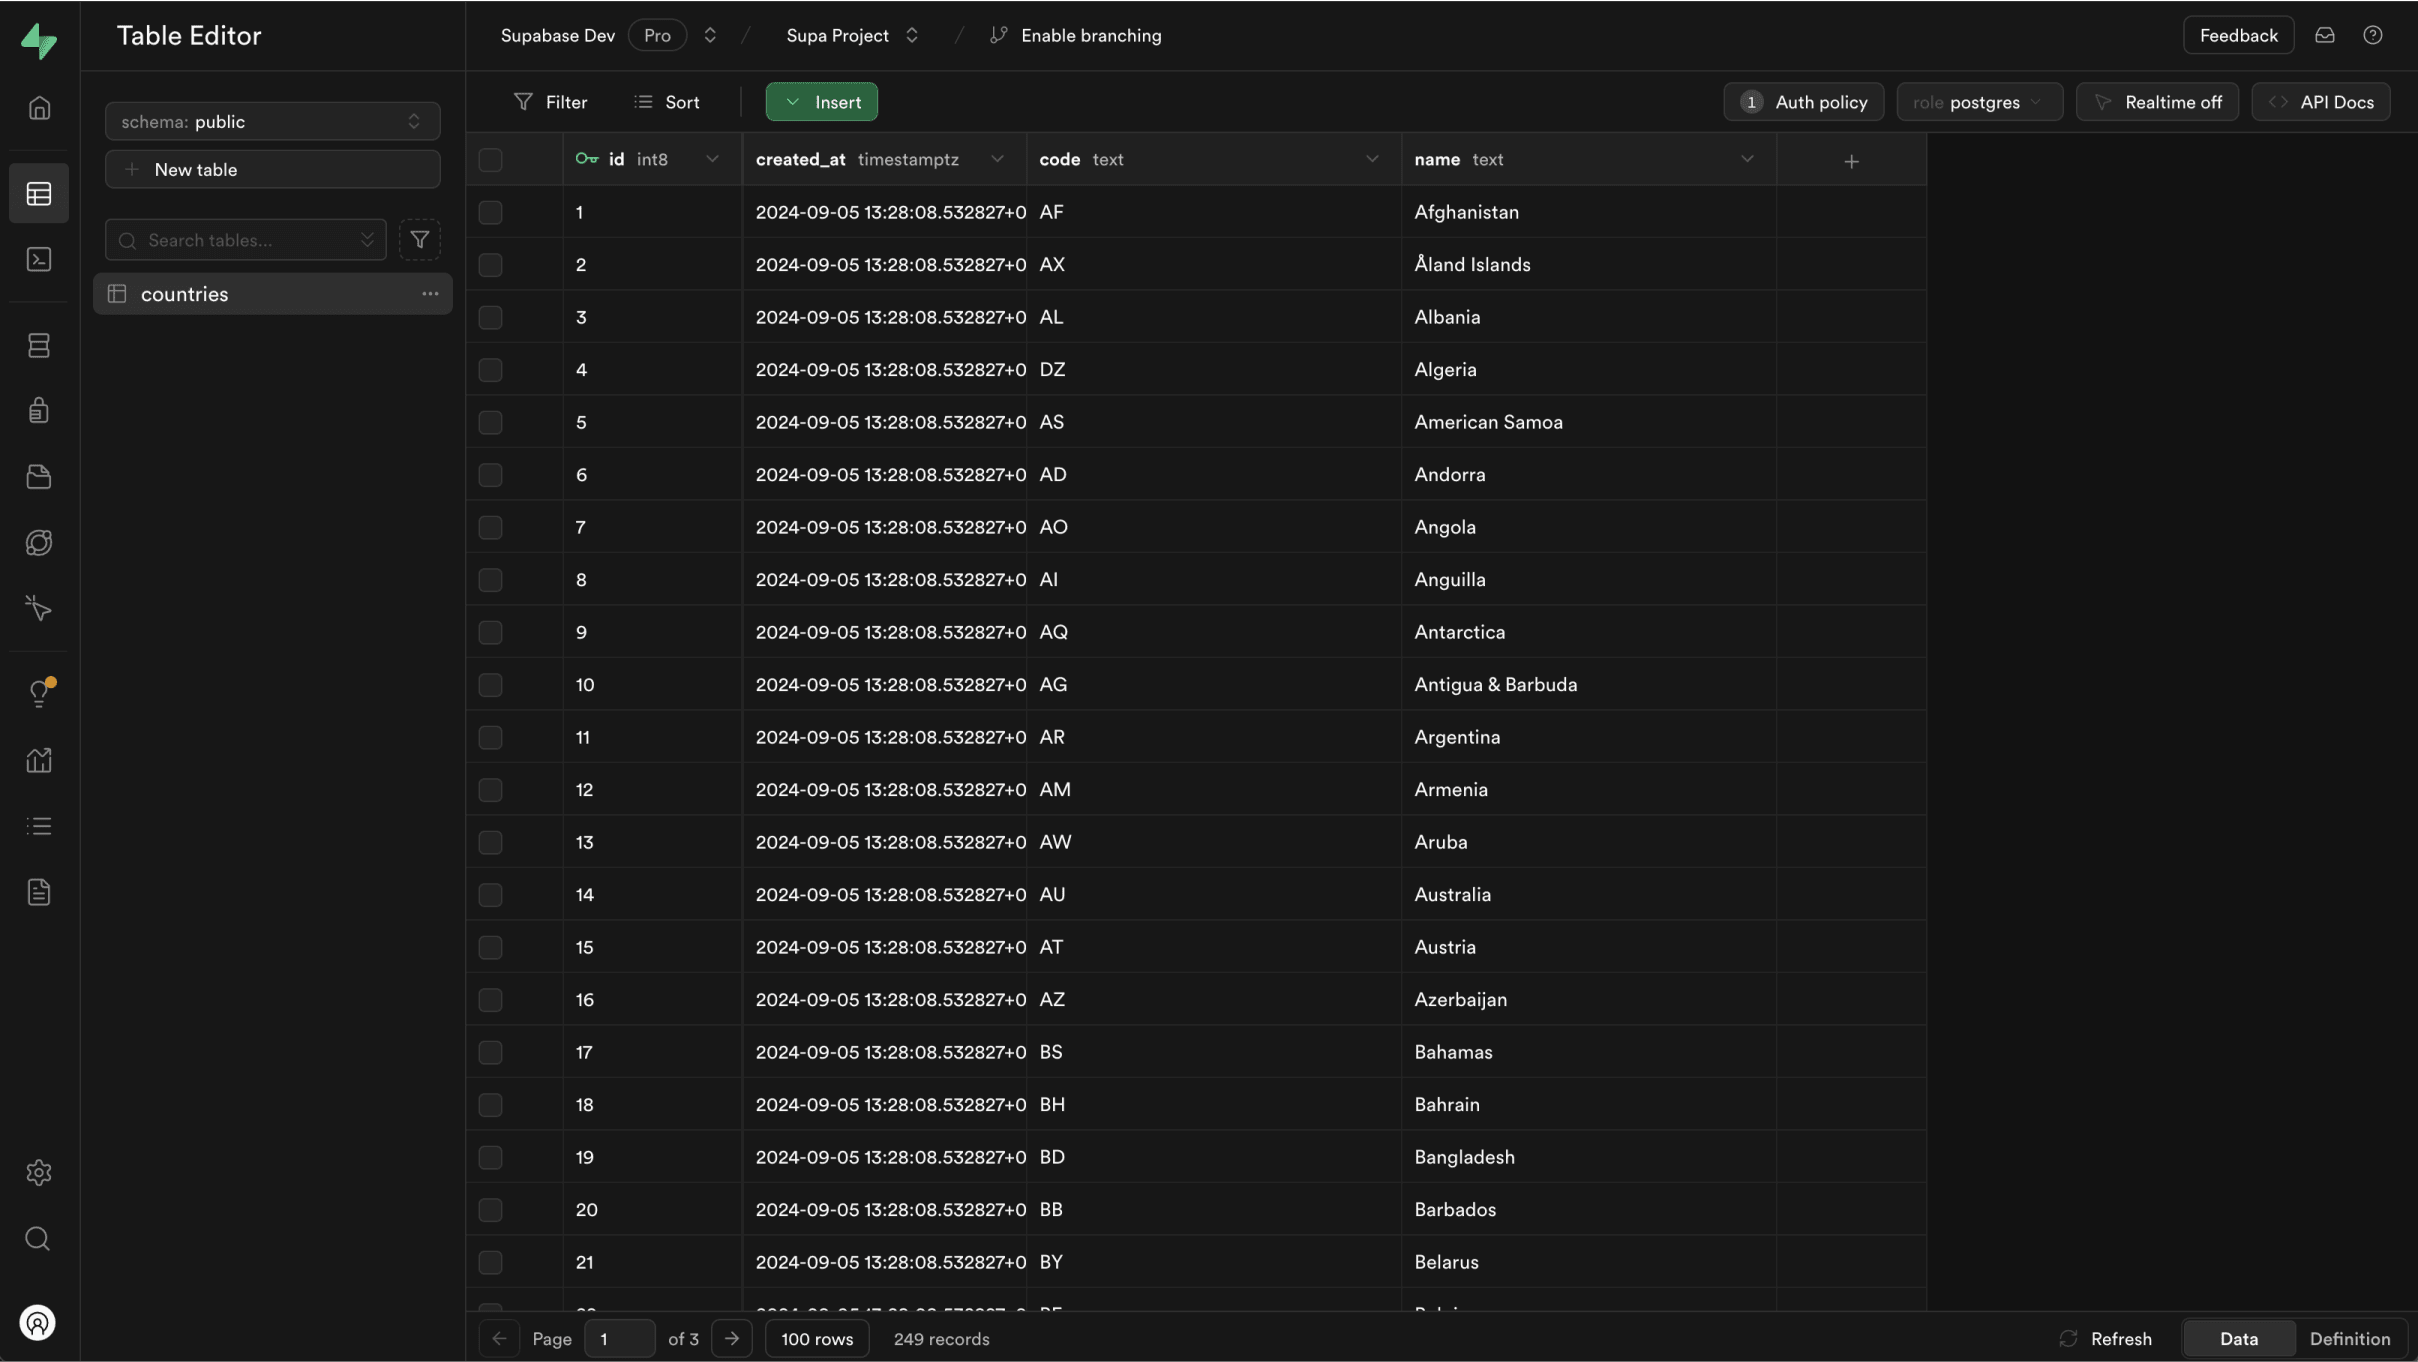 Table Editor
Supabase Dev Pro / Supa Project / Enable branching
Feedback
schema: public
New table
Search tables...
countries
Filter Sort Insert
1 Auth policy role postgres Realtime off API Docs
id int8 created_at timestamptz code text name text
1 2024-09-05 13:28:08.532827+0 AF Afghanistan
2 2024-09-05 13:28:08.532827+0 AX Åland Islands
3 2024-09-05 13:28:08.532827+0 AL Albania
4 2024-09-05 13:28:08.532827+0 DZ Algeria
5 2024-09-05 13:28:08.532827+0 AS American Samoa
6 2024-09-05 13:28:08.532827+0 AD Andorra
7 2024-09-05 13:28:08.532827+0 AO Angola
8 2024-09-05 13:28:08.532827+0 AI Anguilla
9 2024-09-05 13:28:08.532827+0 AQ Antarctica
10 2024-09-05 13:28:08.532827+0 AG Antigua & Barbuda
11 2024-09-05 13:28:08.532827+0 AR Argentina
12 2024-09-05 13:28:08.532827+0 AM Armenia
13 2024-09-05 13:28:08.532827+0 AW Aruba
14 2024-09-05 13:28:08.532827+0 AU Australia
15 2024-09-05 13:28:08.532827+0 AT Austria
16 2024-09-05 13:28:08.532827+0 AZ Azerbaijan
17 2024-09-05 13:28:08.532827+0 BS Bahamas
18 2024-09-05 13:28:08.532827+0 BH Bahrain
19 2024-09-05 13:28:08.532827+0 BD Bangladesh
20 2024-09-05 13:28:08.532827+0 BB Barbados
21 2024-09-05 13:28:08.532827+0 BY Belarus
Page 1 of 3 100 rows 249 records
Refresh Data Definition